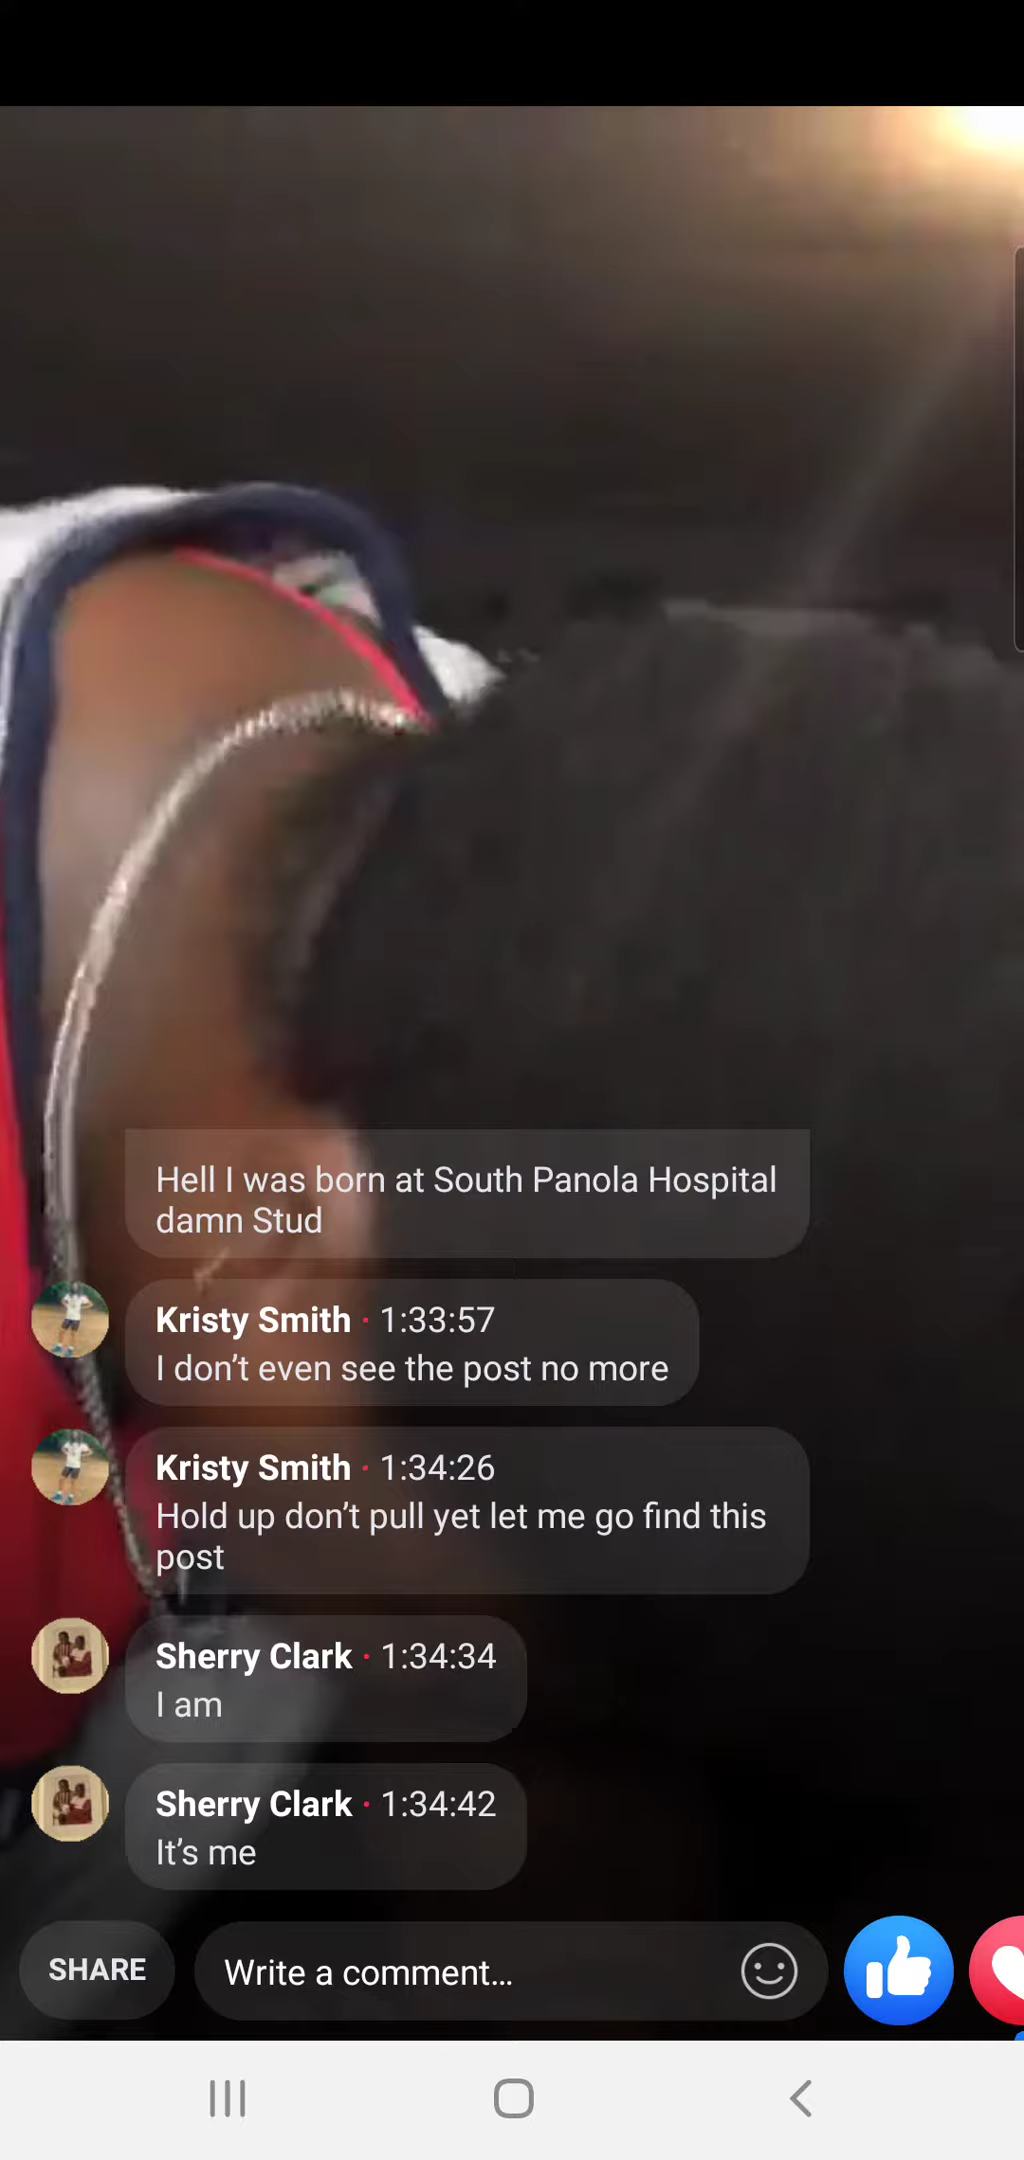 Hell I was born at South Panola Hospital
damn Stud
Kristy Smith · 1:33:57
I don’t even see the post no more
Kristy Smith · 1:34:26
Hold up don’t pull yet let me go find this
post
Sherry Clark · 1:34:34
I am
Sherry Clark · 1:34:42
It’s me
SHARE
Write a comment…